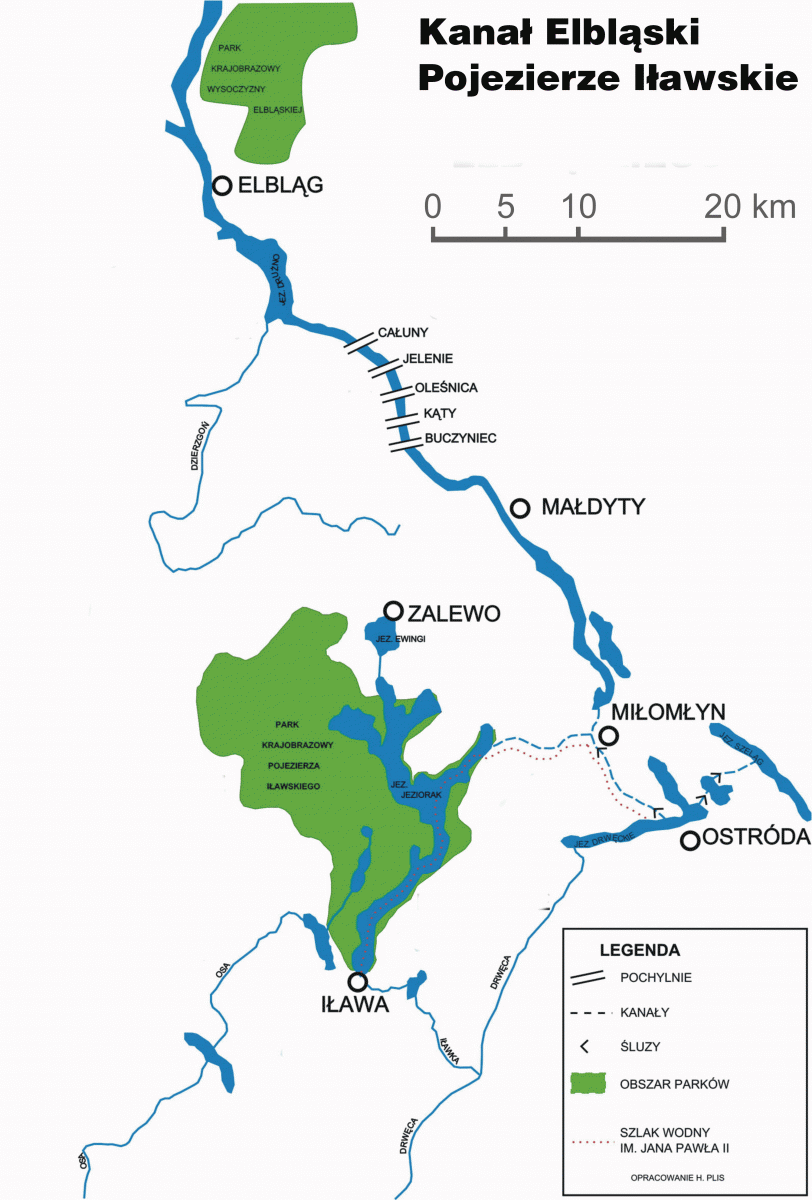 Kanał Elbląski
Pojezierze Iławskie
PARK
KRAJOBRAZOWY
WYSOCZYZNY
ELBLĄSKIEJ
ELBLĄG
0 5 10 20 km
JEZ. DRUŻNO
CAŁUNY
JELENIE
OLEŚNICA
KĄTY
BUCZYNIEC
DZIERZGOŃ
MAŁDYTY
ZALEWO
JEZ. EWINGI
MIŁOMŁYN
PARK
KRAJOBRAZOWY
POJEZIERZA
IŁAWSKIEGO
JEZ. SZELĄG
JEZ.
JEZIORAK
OSTRÓDA
JEZ. DRWĘCKIE
OSA
IŁAWA
DRWĘCA
IŁAWKA
DRWĘCA
OSA
LEGENDA
POCHYLNIE
KANAŁY
ŚLUZY
OBSZAR PARKÓW
SZLAK WODNY
IM. JANA PAWŁA II
OPRACOWANIE H. PLIS